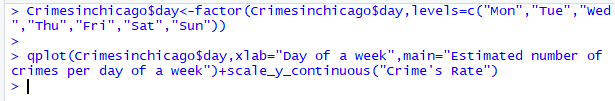 > Crimesinchicago$day<-factor(Crimesinchicago$day,levels=c("Mon","Tue","Wed
","Thu","Fri","Sat","Sun"))
>
> qplot(Crimesinchicago$day,xlab="Day of a week",main="Estimated number of
crimes per day of a week")+scale_y_continuous("Crime's Rate")
>